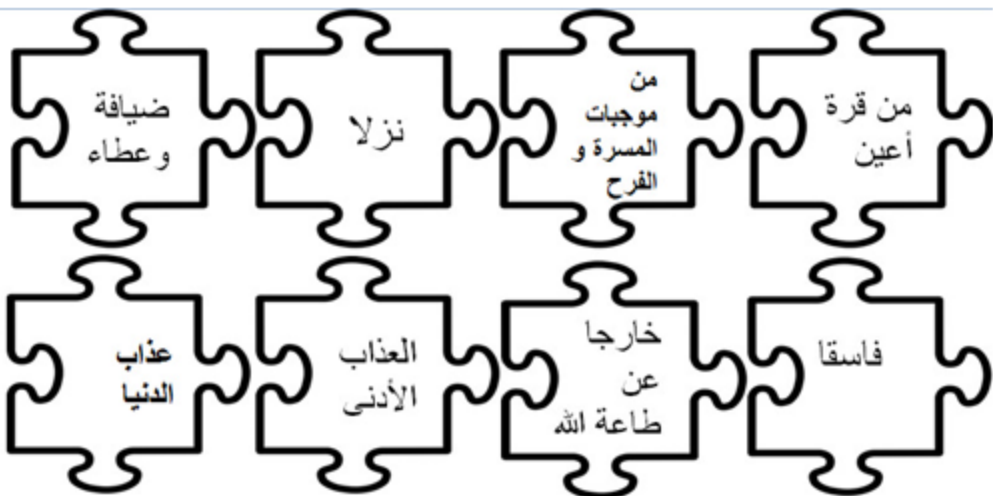 من قرة
أعين
من
موجبات
المسرة و
الفرح
نزلا
ضيافة
وعطاء
فاسقا
خارجا
عن
طاعة الله
العذاب
الأدنى
عذاب
الدنيا